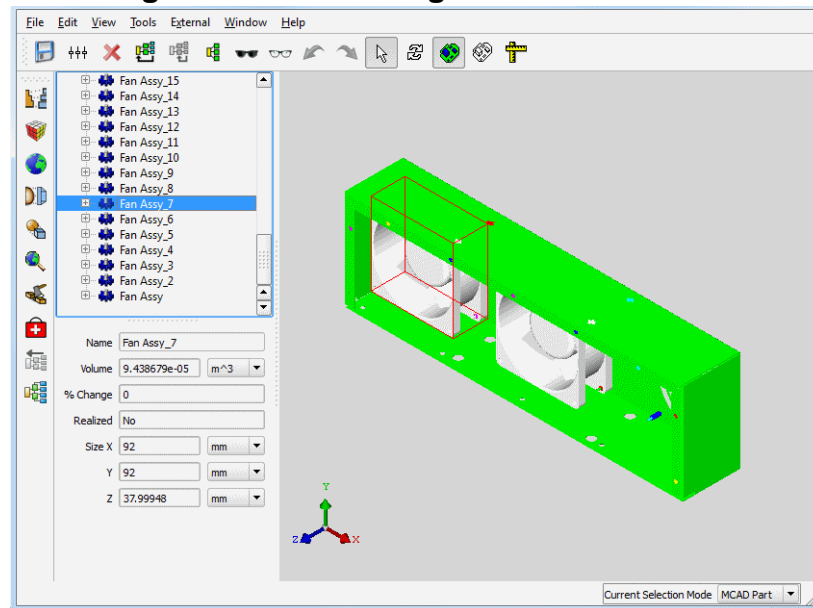 File Edit View Tools External Window Help
Fan Assy_15
Fan Assy_14
Fan Assy_13
Fan Assy_12
Fan Assy_11
Fan Assy_10
Fan Assy_9
Fan Assy_8
Fan Assy_7
Fan Assy_6
Fan Assy_5
Fan Assy_4
Fan Assy_3
Fan Assy_2
Fan Assy
Name Fan Assy_7
Volume 9.438679e-05 m^3
% Change 0
Realized No
Size X 92 mm
Y 92 mm
Z 37.99948 mm
Y
Z X
Current Selection Mode MCAD Part